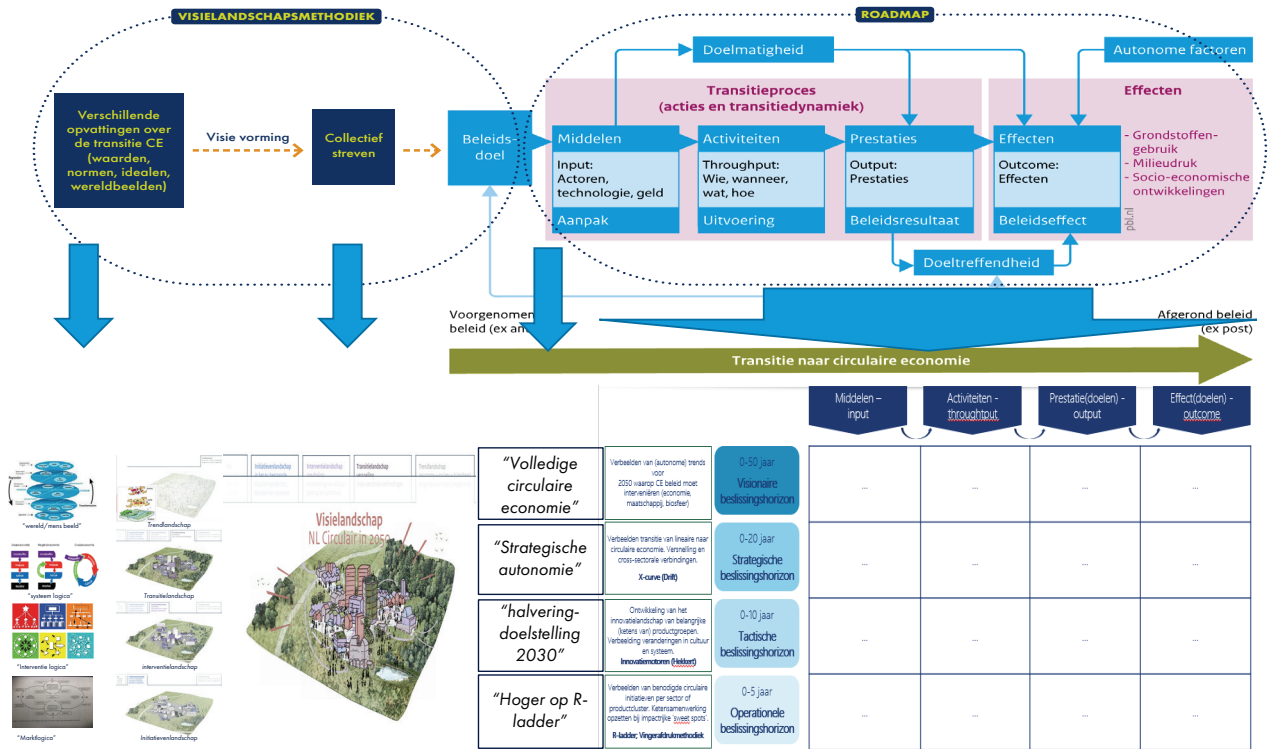 VISIELANDSCHAPSMETHODIEK
ROADMAP
Verschillende
opvattingen over
de transitie CE
(waarden,
normen, idealen,
wereldbeelden)
Visie vorming
Collectief
streven
Beleids-
doel
Doelmatigheid
Autonome factoren
Transitieproces
(acties en transitiedynamiek)
Effecten
Middelen
Input:
Actoren,
technologie, geld
Aanpak
Activiteiten
Throughput:
Wie, wanneer,
wat, hoe
Uitvoering
Prestaties
Output:
Prestaties
Beleidsresultaat
Effecten
Outcome:
Effecten
Beleidseffect
- Grondstoffen-
gebruik
- Milieudruk
- Socio-economische
ontwikkelingen
pbl.nl
Doeltreffendheid
Voorgenomen
beleid (ex an
Afgerond beleid
(ex post)
Transitie naar circulaire economie
Middelen –
input
Activiteiten -
throughtput
Prestatie(doelen) -
output
Effect(doelen) -
outcome
"wereld/mens beeld"
"systeem logica"
"Interventie logica"
"Marktlogica"
Trendlandschap
Transitielandschap
interventielandschap
Initiatievenlandschap
Initiatievenlandschap
Interventielandschap
Transitielandschap
Trendlandschap
Visielandschap
NL Circulair in 2050
"Volledige
circulaire
economie"
Verbeelden van (autonome) trends
voor
2050 waarop CE beleid moet
interveniëren (economie,
maatschappij, biosfeer)
0-50 jaar
Visionaire
beslissingshorizon
...
...
...
...
"Strategische
autonomie"
Verbeelden transitie van lineaire naar
circulaire economie. Versnelling en
cross-sectorale verbindingen.
X-curve (Drift)
0-20 jaar
Strategische
beslissingshorizon
...
...
...
...
"halvering-
doelstelling
2030"
Ontwikkeling van het
innovatielandschap van belangrijke
(ketens van) productgroepen.
Verbeelding veranderingen in cultuur
en systeem.
Innovatiemotoren (Hekkert)
0-10 jaar
Tactische
beslissingshorizon
...
...
...
...
"Hoger op R-
ladder"
Verbeelden van benodigde circulaire
initiatieven per sector of
productcluster. Ketensamenwerking
opzetten bij impactrijke 'sweet spots'.
R-ladder, Vingerafdrukmethodiek
0-5 jaar
Operationele
beslissingshorizon
...
...
...
...